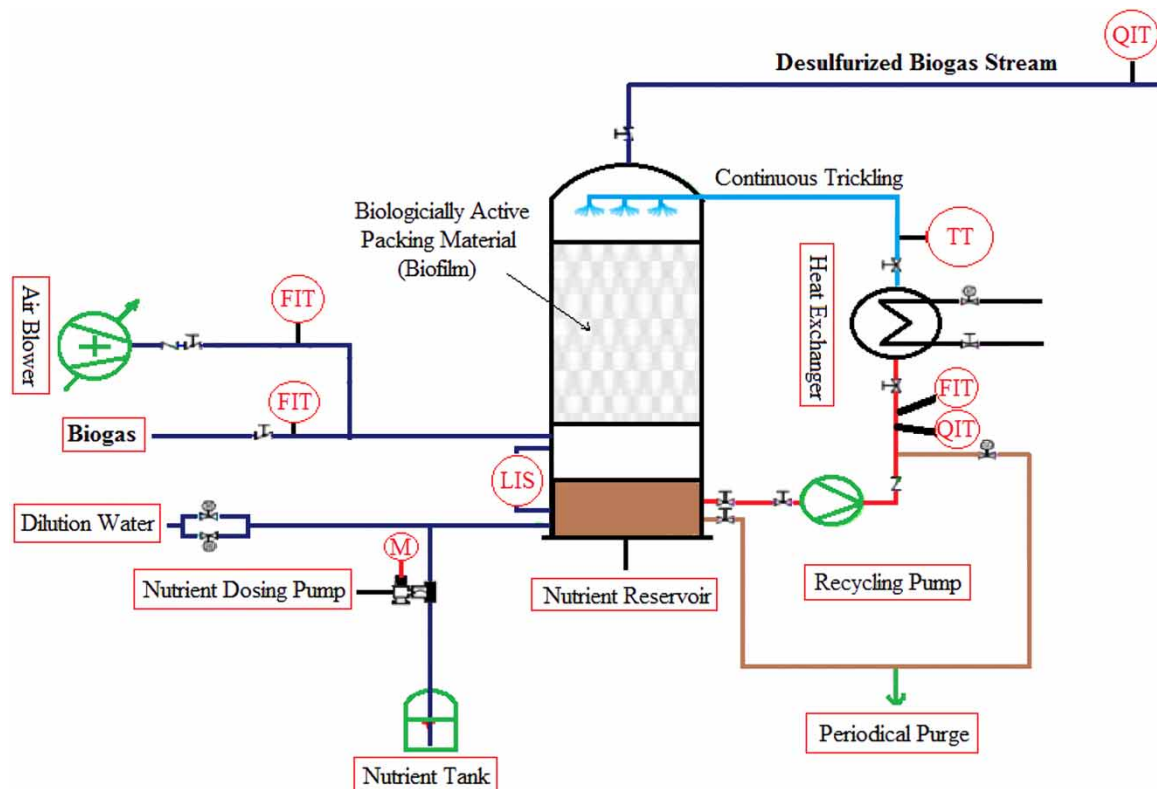 QIT
Desulfurized Biogas Stream
Continuous Trickling
Biologicially Active
Packing Material
(Biofilm)
TT
Heat Exchanger
Air Blower
FIT
FIT
Biogas
FIT
QIT
LIS
Dilution Water
M
Nutrient Dosing Pump
Nutrient Reservoir
Recycling Pump
Periodical Purge
Nutrient Tank